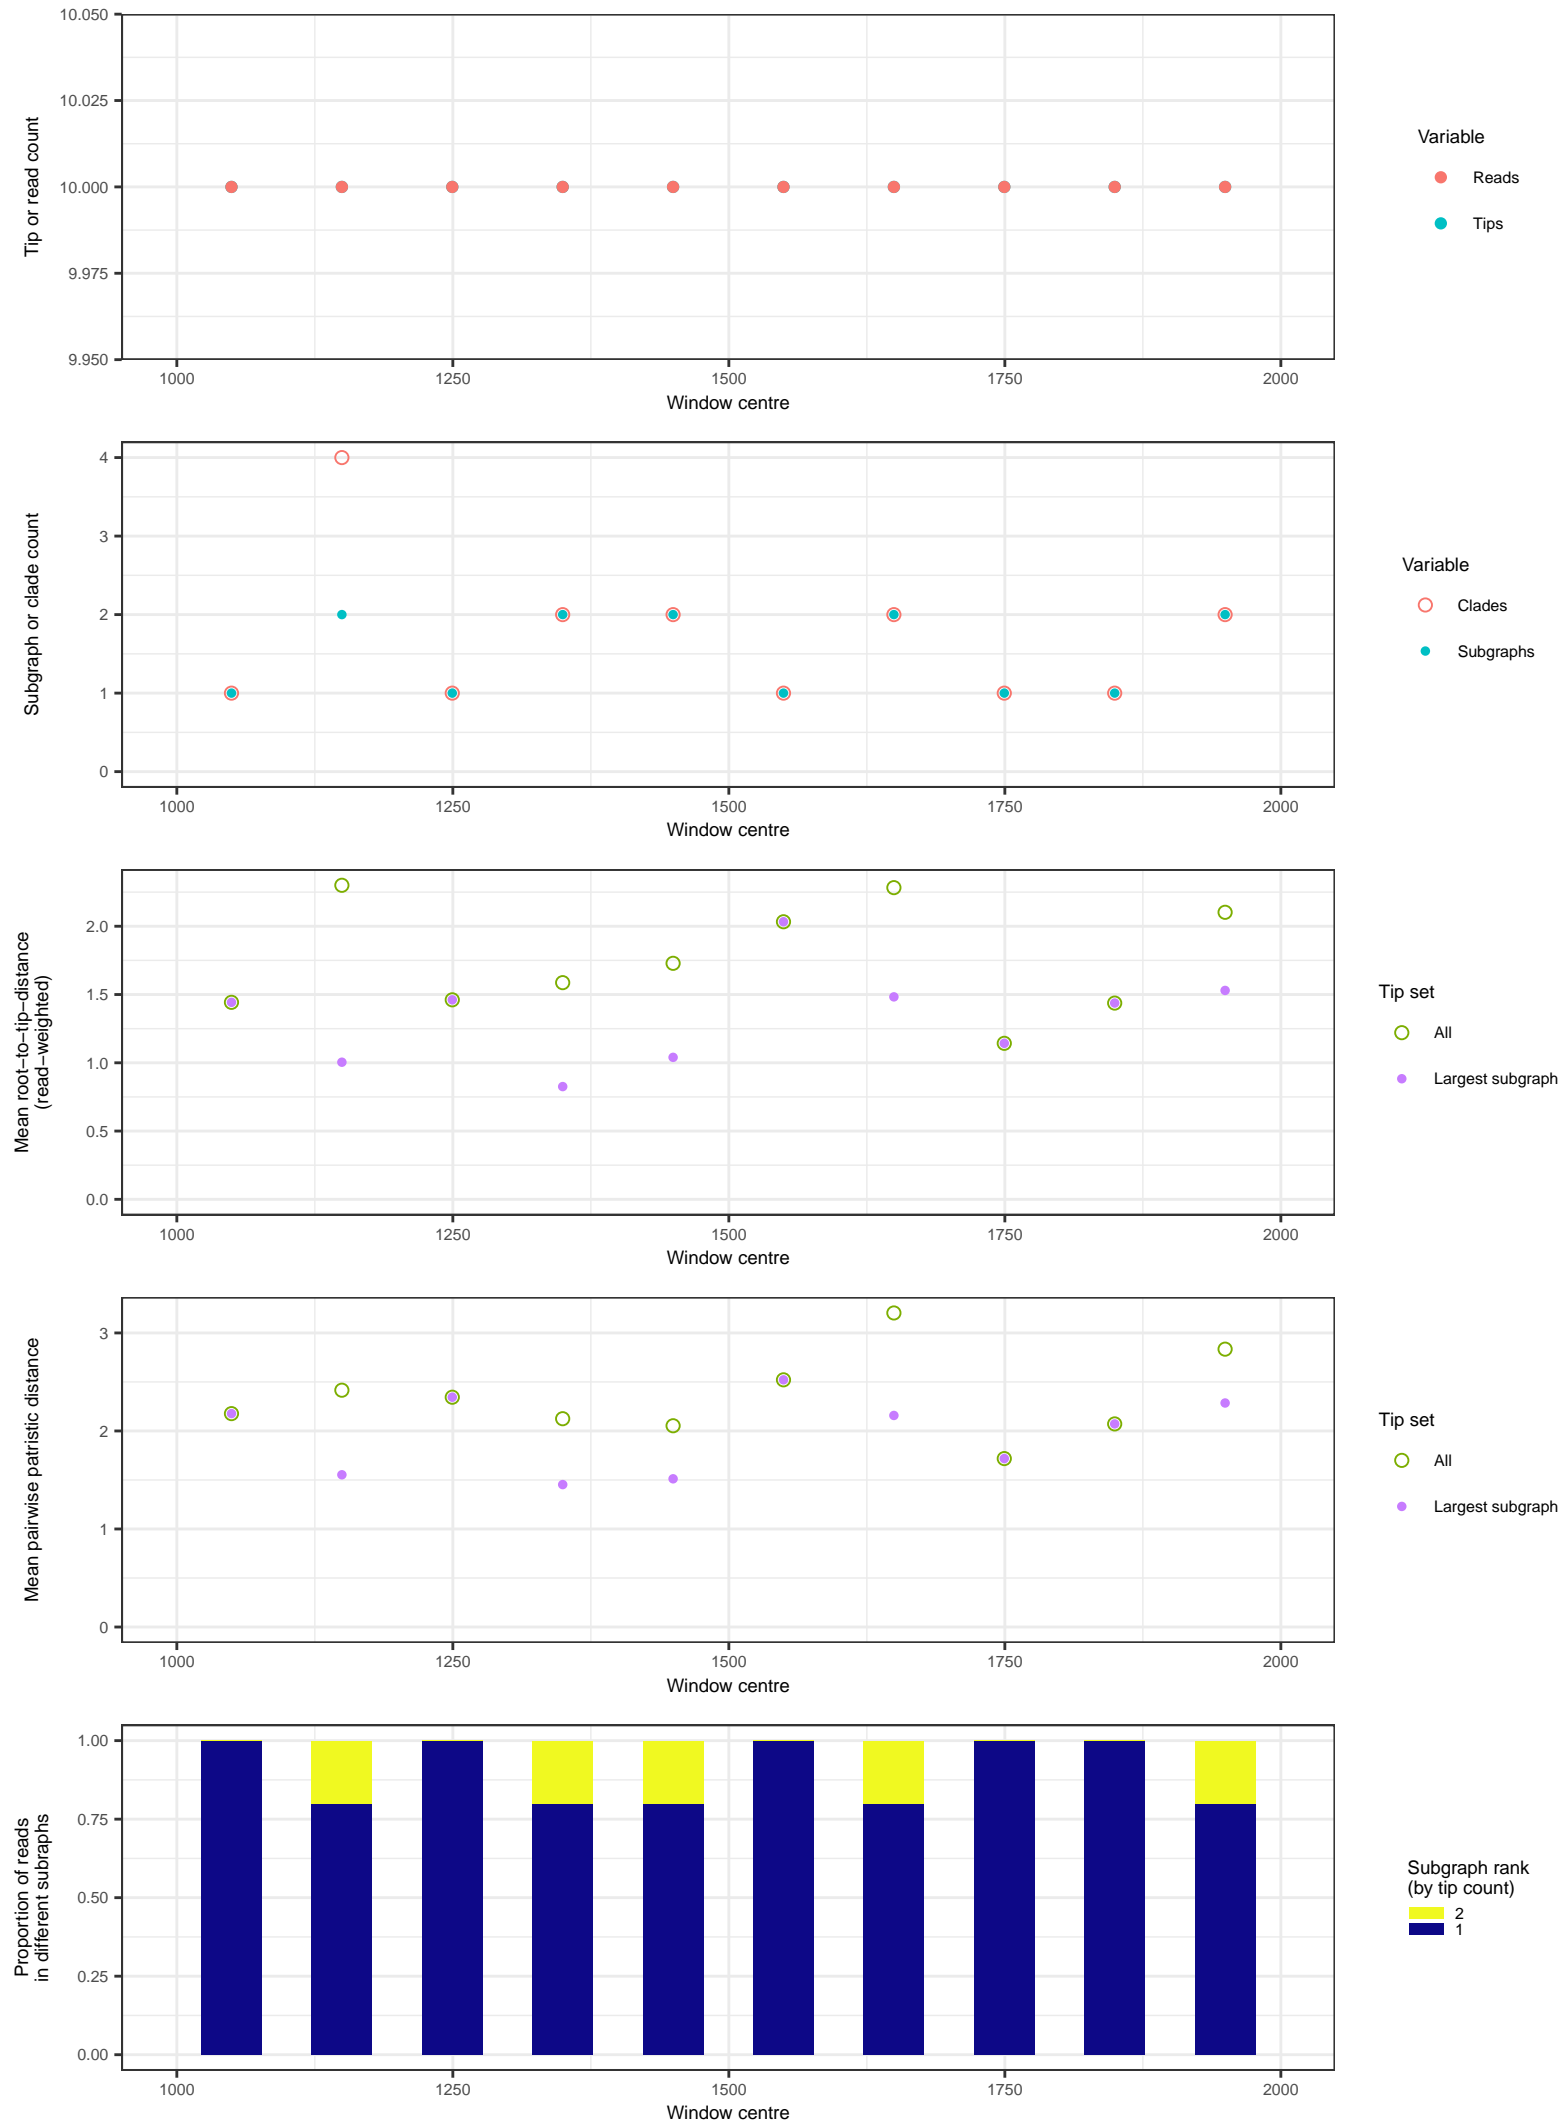 10.050
10.025
10.000
9.975
9.950
Tip or read count
1000 1250 1500 1750 2000
Window centre
Variable
Reads
Tips
4
3
2
1
0
Subgraph or clade count
1000 1250 1500 1750 2000
Window centre
Variable
Clades
Subgraphs
2.0
1.5
1.0
0.5
0.0
Mean root−to−tip−distance
(read−weighted)
1000 1250 1500 1750 2000
Window centre
Tip set
All
Largest subgraph
3
2
1
0
Mean pairwise patristic distance
1000 1250 1500 1750 2000
Window centre
Tip set
All
Largest subgraph
1.00
0.75
0.50
0.25
0.00
Proportion of reads
in different subraphs
1000 1250 1500 1750 2000
Window centre
Subgraph rank
(by tip count)
2
1